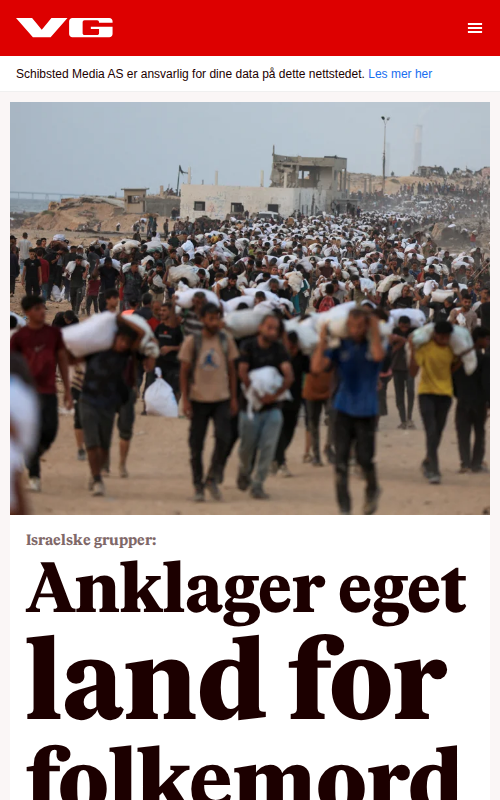 VG
Schibsted Media AS er ansvarlig for dine data på dette nettstedet. Les mer her
Israelske grupper:
Anklager eget
land for
folkemord